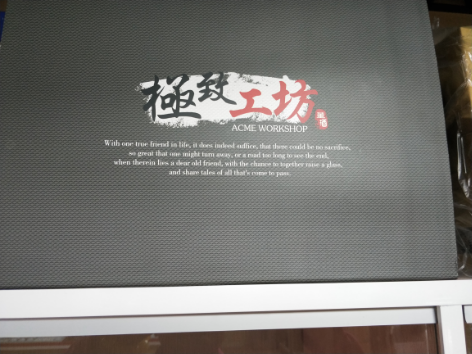 極致工坊
ACME WORKSHOP
With one true friend in life, it does indeed suffice, that there could be no sacrifice,
so great that one might turn away, or a road too long to see the end,
when therein lies a dear old friend, with the chance to together raise a glass,
and share tales of all that's come to pass.